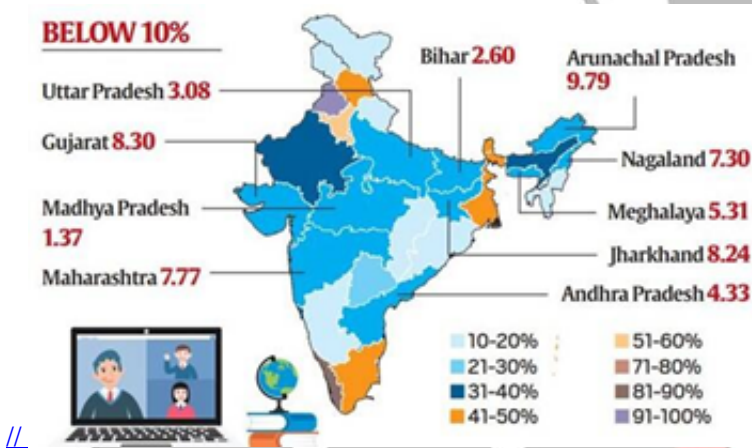 BELOW 10%
Bihar 2.60
Arunachal Pradesh
9.79
Uttar Pradesh 3.08
Gujarat 8.30
Nagaland 7.30
Madhya Pradesh
1.37
Meghalaya 5.31
Jharkhand 8.24
Maharashtra 7.77
Andhra Pradesh 4.33
10-20%
21-30%
31-40%
41-50%
51-60%
71-80%
81-90%
91-100%
//